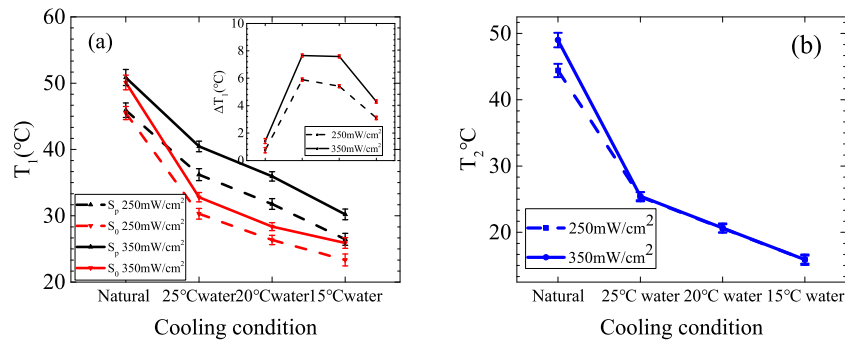 (a)
T1(℃)
60
50
40
30
20
ΔT1(℃)
10
8
6
4
2
0
250mW/cm2
350mW/cm2
Sp 250mW/cm2
S0 250mW/cm2
Sp 350mW/cm2
S0 350mW/cm2
Natural 25℃water 20℃water 15℃water
Cooling condition
(b)
T2℃
50
40
30
20
250mW/cm2
350mW/cm2
Natural 25℃ water 20℃ water 15℃ water
Cooling condition